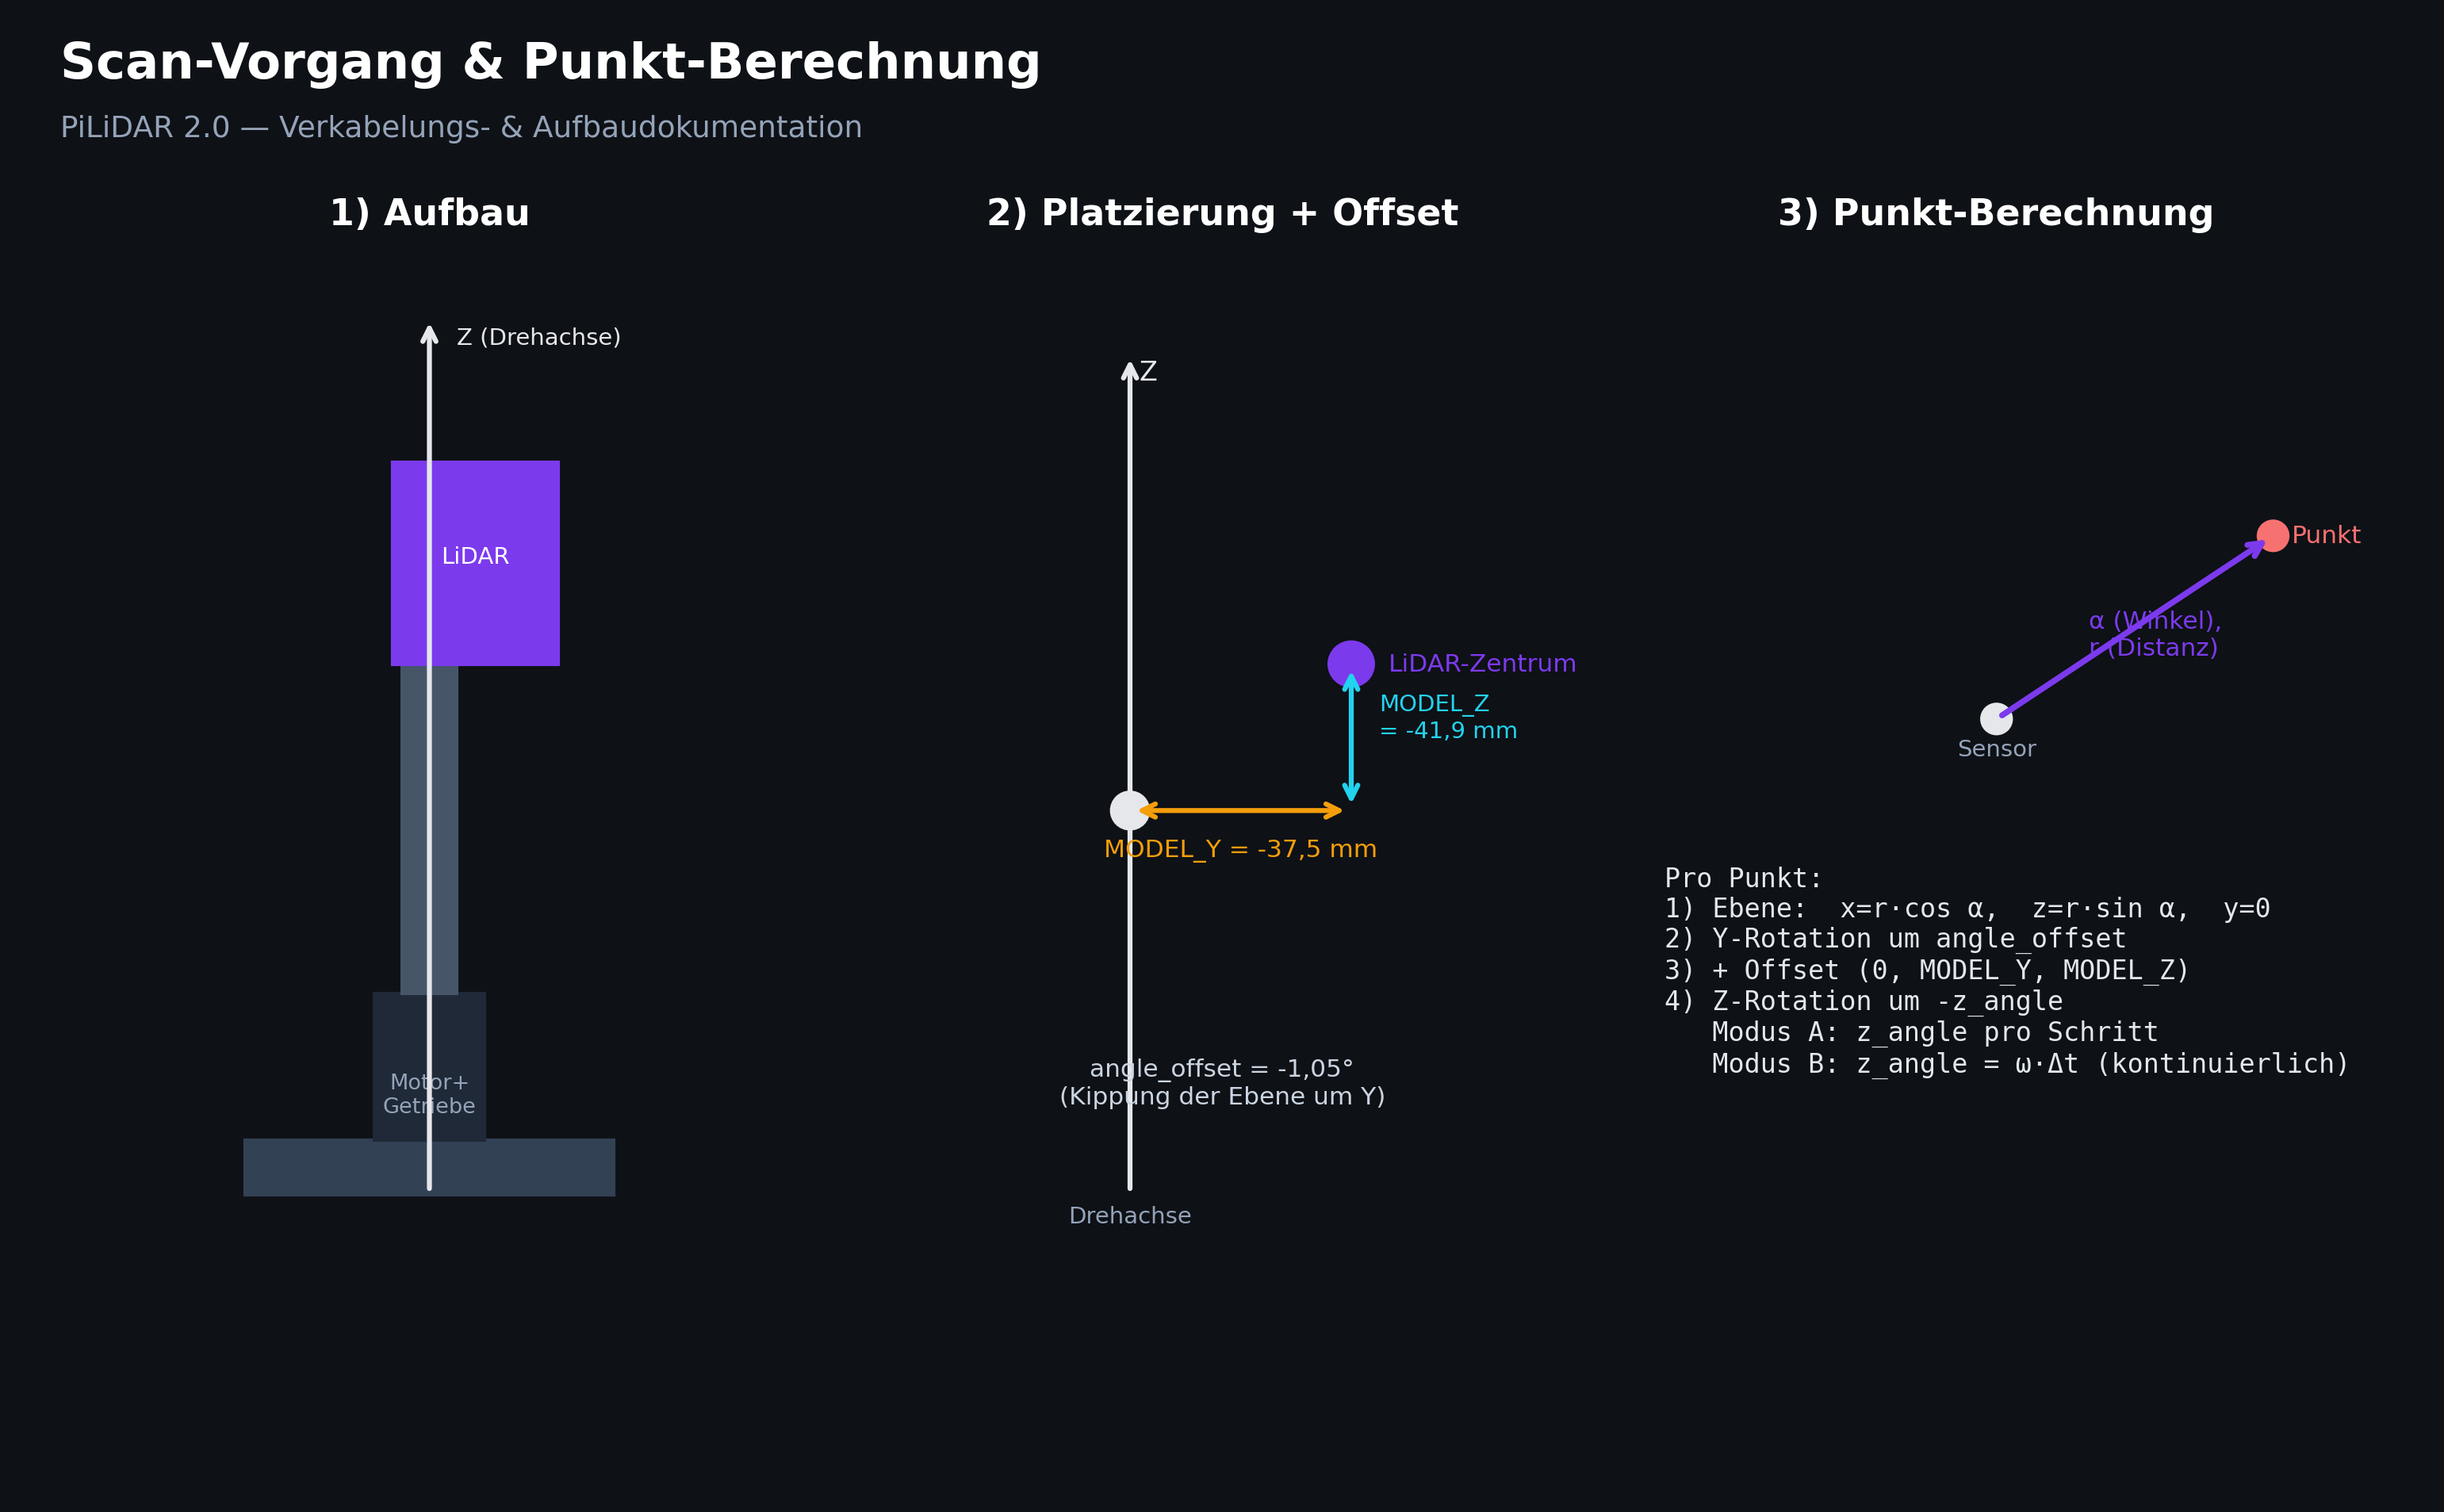 Scan-Vorgang & Punkt-Berechnung
PiLiDAR 2.0 — Verkabelungs- & Aufbaudokumentation
1) Aufbau
Z (Drehachse)
LiDAR
Motor+
Getriebe
2) Platzierung + Offset
Z
LiDAR-Zentrum
MODEL_Z
= -41,9 mm
MODEL_Y = -37,5 mm
angle_offset = -1,05°
(Kippung der Ebene um Y)
Drehachse
3) Punkt-Berechnung
Punkt
α (Winkel),
r (Distanz)
Sensor
Pro Punkt:
1) Ebene:  x=r·cos α,  z=r·sin α,  y=0
2) Y-Rotation um angle_offset
3) + Offset (0, MODEL_Y, MODEL_Z)
4) Z-Rotation um -z_angle
   Modus A: z_angle pro Schritt
   Modus B: z_angle = ω·Δt (kontinuierlich)